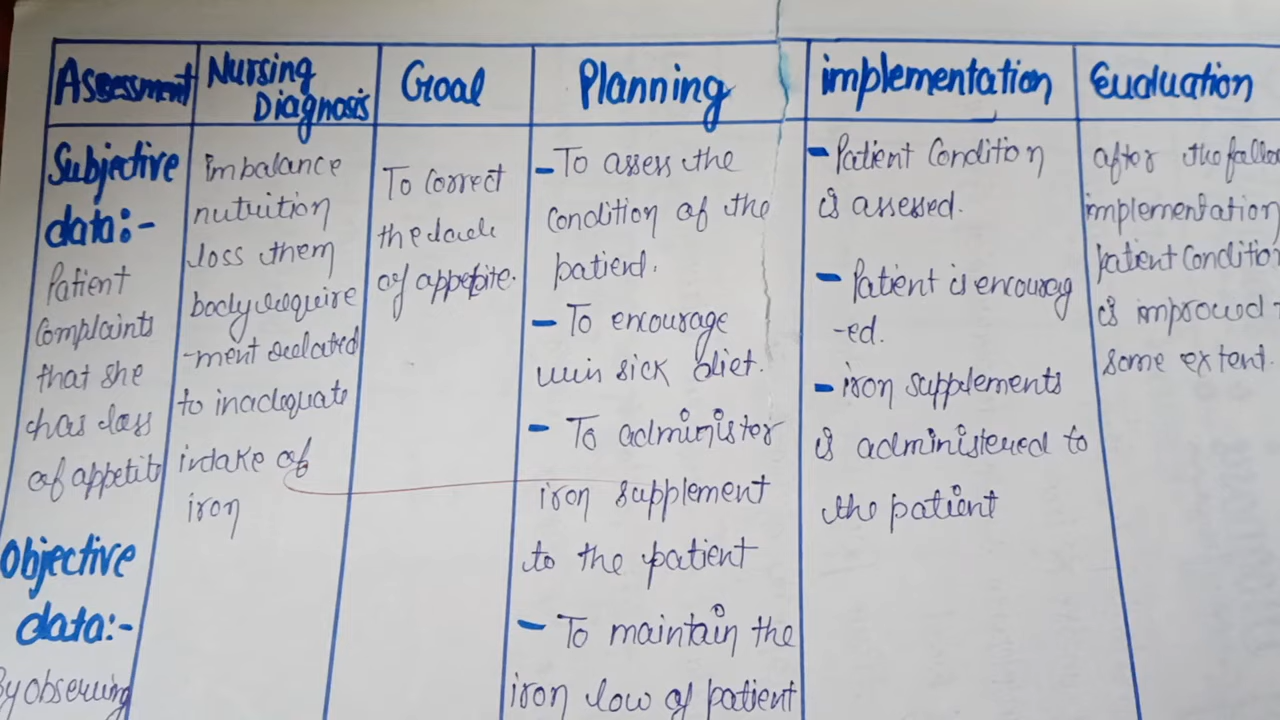 Assessment
Nursing
Diagnosis
Goal
Planning
implementation
Evaluation
Subjective
data:-
Patient
Complaints
that she
has loss
of appetite
Objective
data:-
By observing
imbalance
nutrition
loss them
body require
-ment related
to inadequate
intake of
iron
To correct
the lack
of appetite.
- To assess the
condition of the
patient.
- To encourage
sick diet.
- To administer
iron supplement
to the patient
- To maintain the
iron low of patient
- Patient Condition
is assessed.
- Patient is encourag
-ed.
- iron supplements
is administered to
the patient
after the
implementation
patient Condition
is improved
some extent.